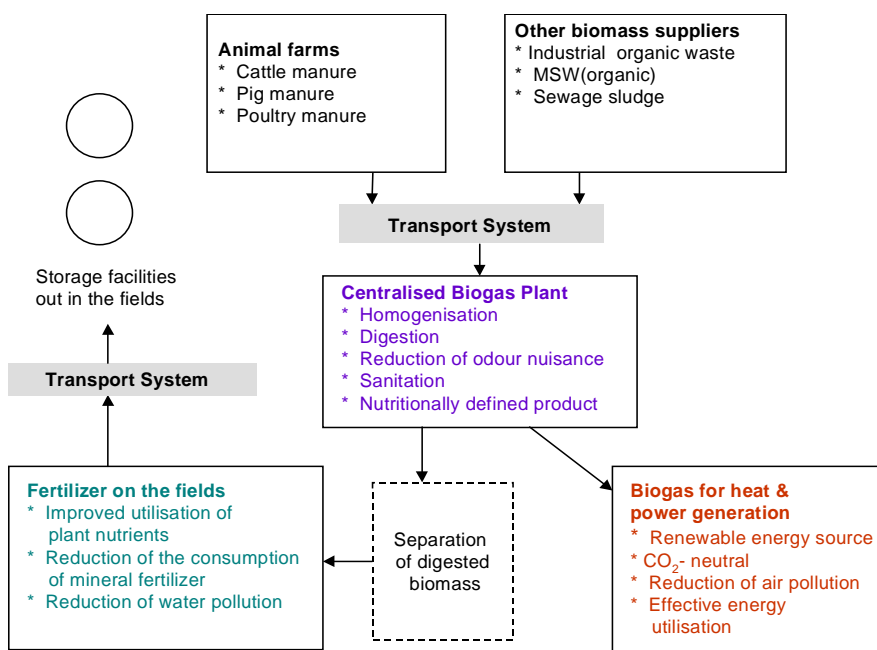 Animal farms
* Cattle manure
* Pig manure
* Poultry manure
Other biomass suppliers
* Industrial organic waste
* MSW(organic)
* Sewage sludge
Transport System
Storage facilities
out in the fields
Centralised Biogas Plant
* Homogenisation
* Digestion
* Reduction of odour nuisance
* Sanitation
* Nutritionally defined product
Transport System
Fertilizer on the fields
* Improved utilisation of
plant nutrients
* Reduction of the consumption
of mineral fertilizer
* Reduction of water pollution
Separation
of digested
biomass
Biogas for heat &
power generation
* Renewable energy source
* CO₂- neutral
* Reduction of air pollution
* Effective energy
utilisation